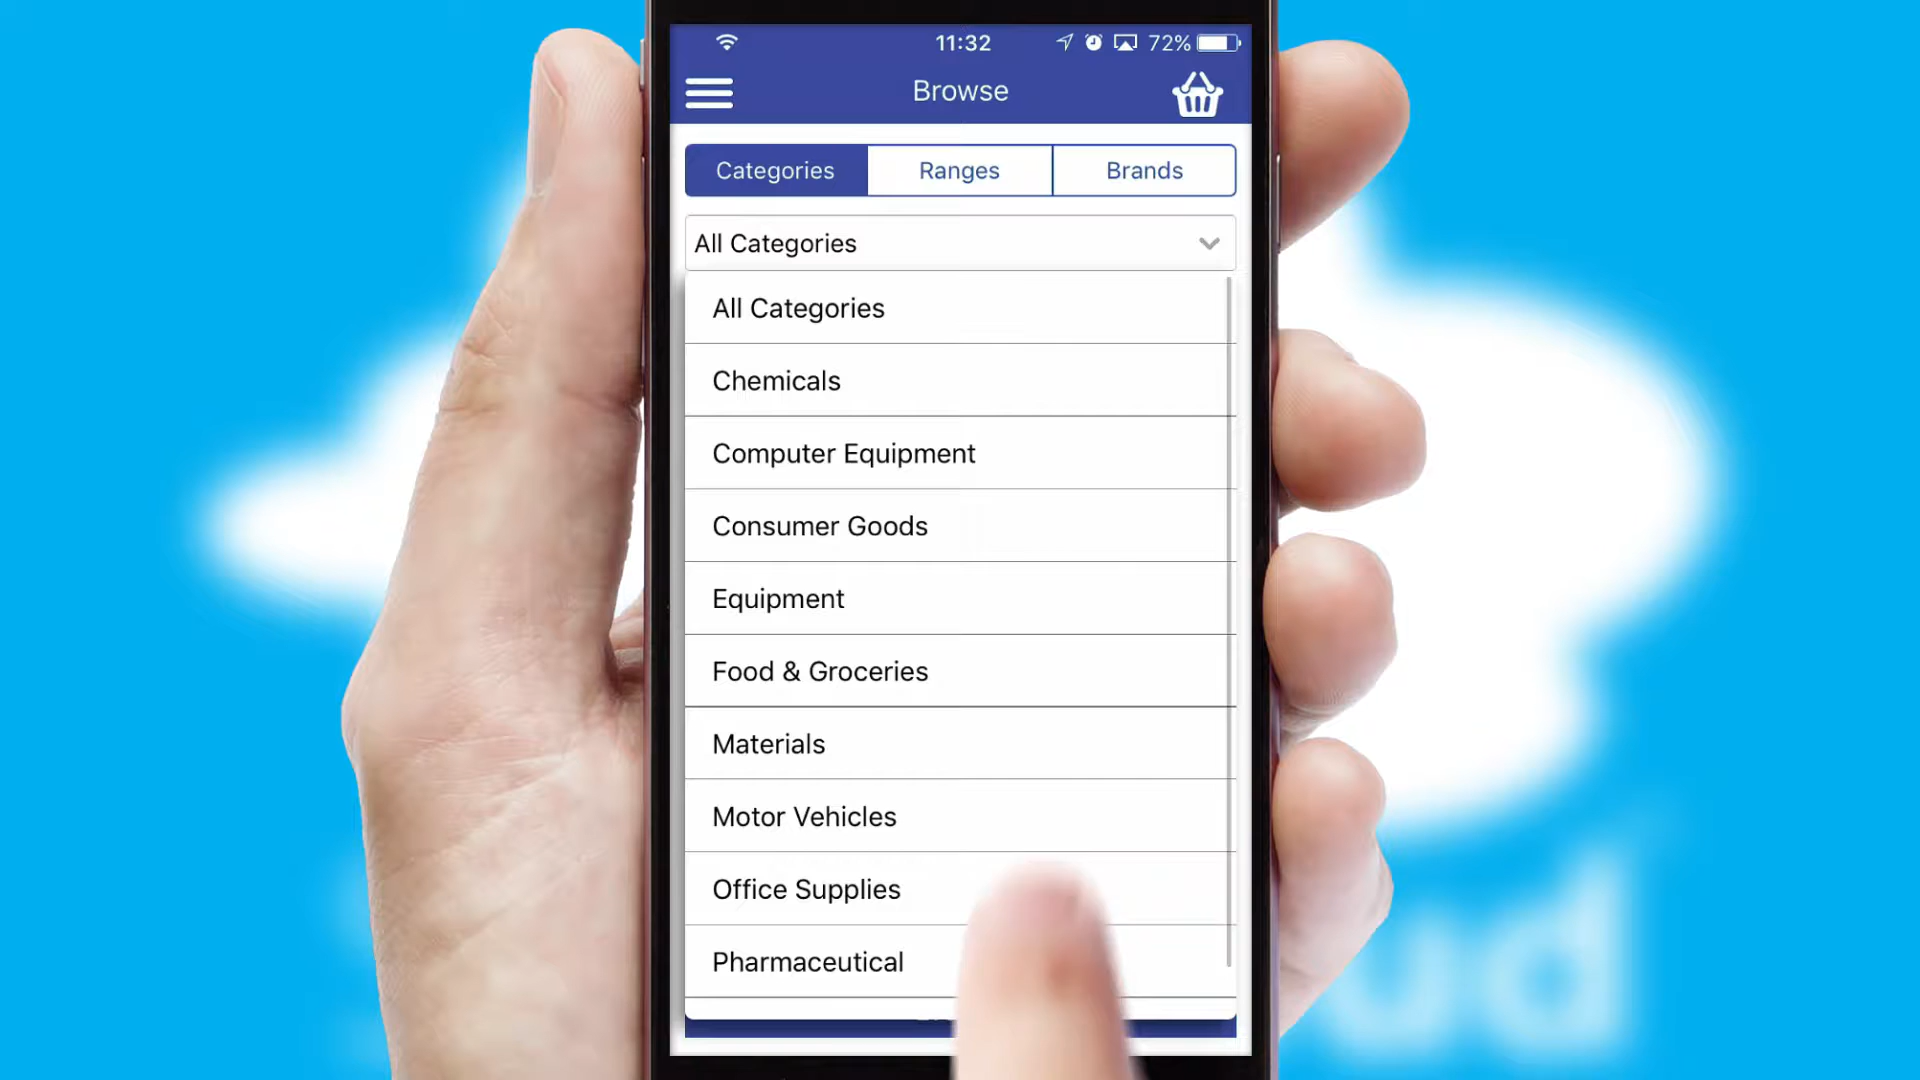 11:32
72%
Browse
Categories
Ranges
Brands
All Categories
All Categories
Chemicals
Computer Equipment
Consumer Goods
Equipment
Food & Groceries
Materials
Motor Vehicles
Office Supplies
Pharmaceutical